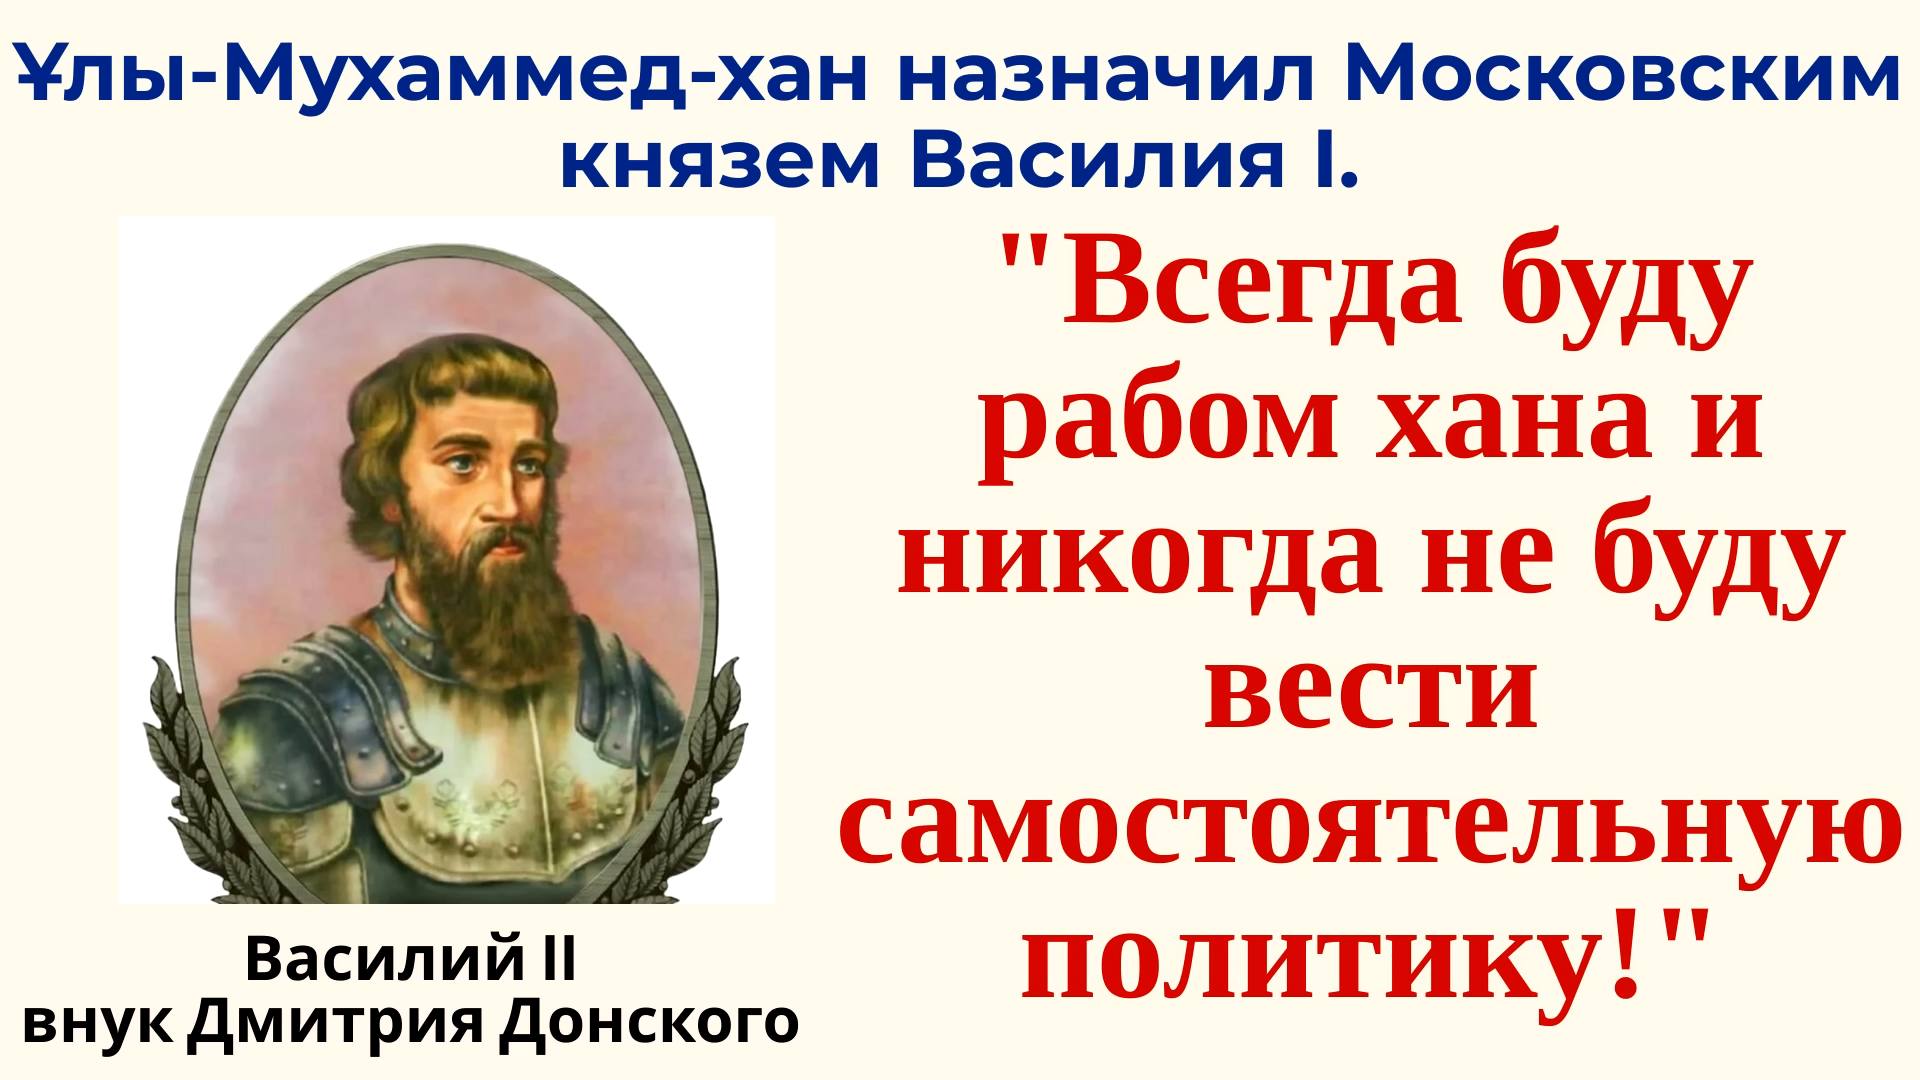 Ұлы-Мухаммед-хан назначил Московским
князем Василия I.
"Всегда буду
рабом хана и
никогда не буду
вести
самостоятельную
политику!"
Василий II
внук Дмитрия Донского